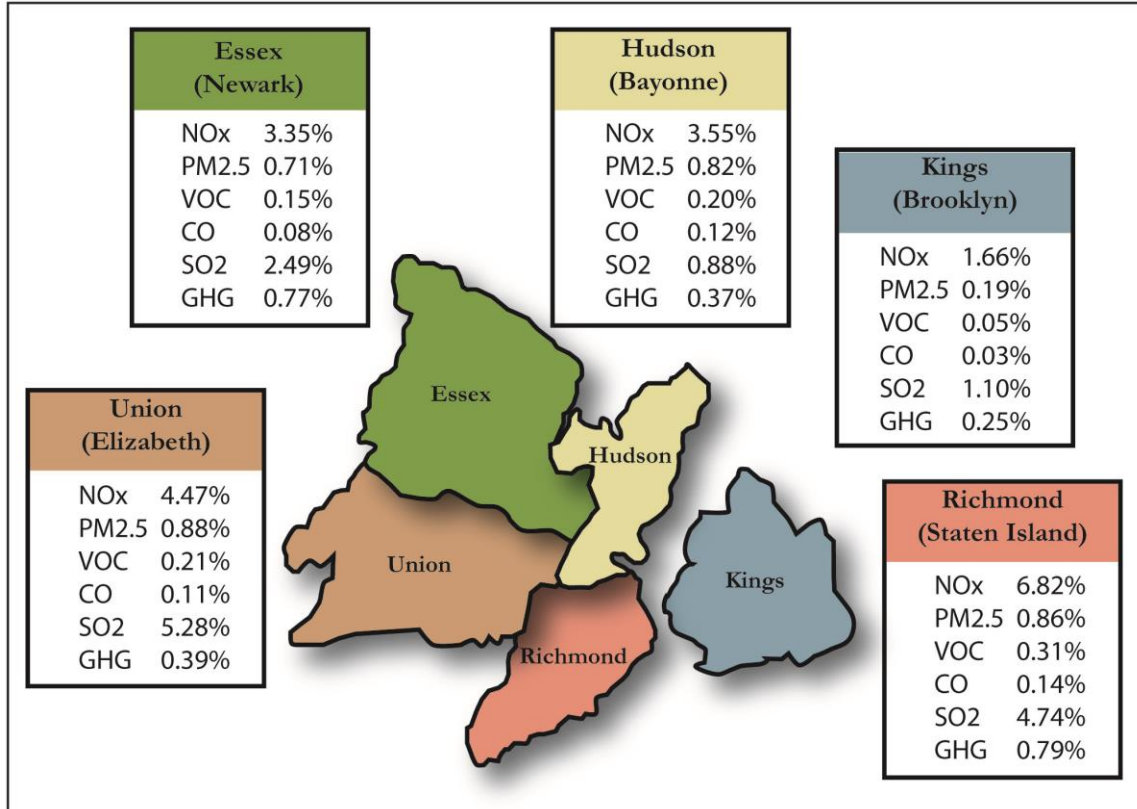 Essex
(Newark)
NOx 3.35%
PM2.5 0.71%
VOC 0.15%
CO 0.08%
SO2 2.49%
GHG 0.77%
Hudson
(Bayonne)
NOx 3.55%
PM2.5 0.82%
VOC 0.20%
CO 0.12%
SO2 0.88%
GHG 0.37%
Kings
(Brooklyn)
NOx 1.66%
PM2.5 0.19%
VOC 0.05%
CO 0.03%
SO2 1.10%
GHG 0.25%
Union
(Elizabeth)
NOx 4.47%
PM2.5 0.88%
VOC 0.21%
CO 0.11%
SO2 5.28%
GHG 0.39%
Richmond
(Staten Island)
NOx 6.82%
PM2.5 0.86%
VOC 0.31%
CO 0.14%
SO2 4.74%
GHG 0.79%
Essex
Hudson
Union
Kings
Richmond